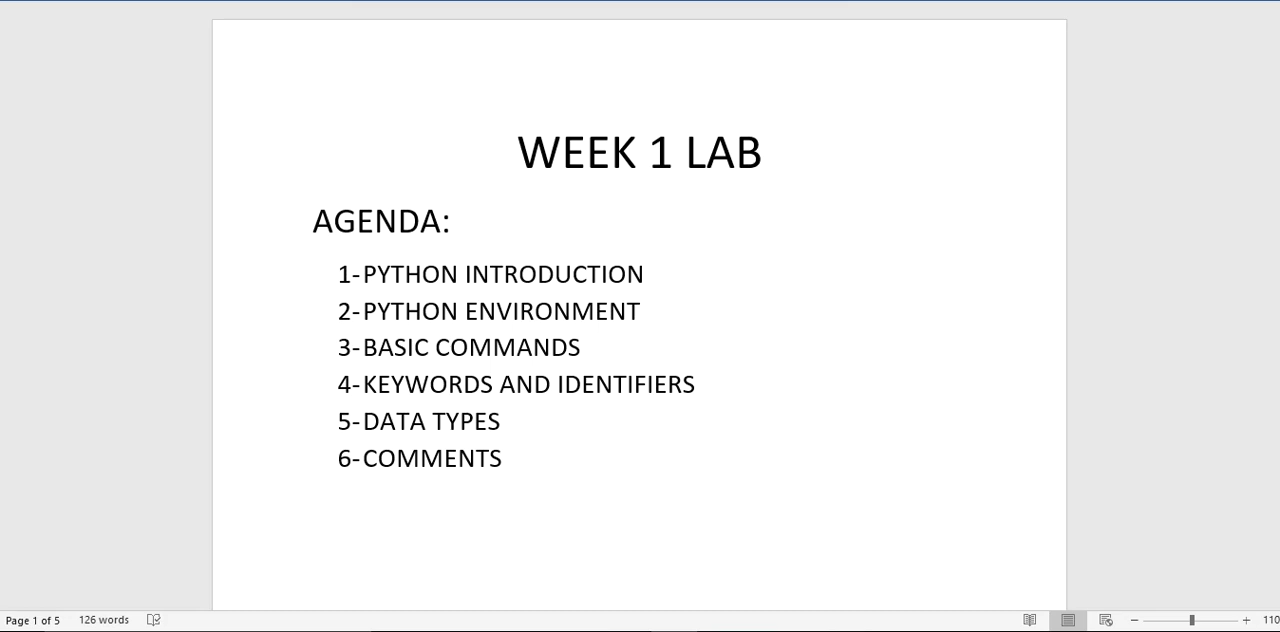 WEEK 1 LAB
AGENDA:
1-PYTHON INTRODUCTION
2-PYTHON ENVIRONMENT
3-BASIC COMMANDS
4-KEYWORDS AND IDENTIFIERS
5-DATA TYPES
6-COMMENTS
Page 1 of 5 126 words 110